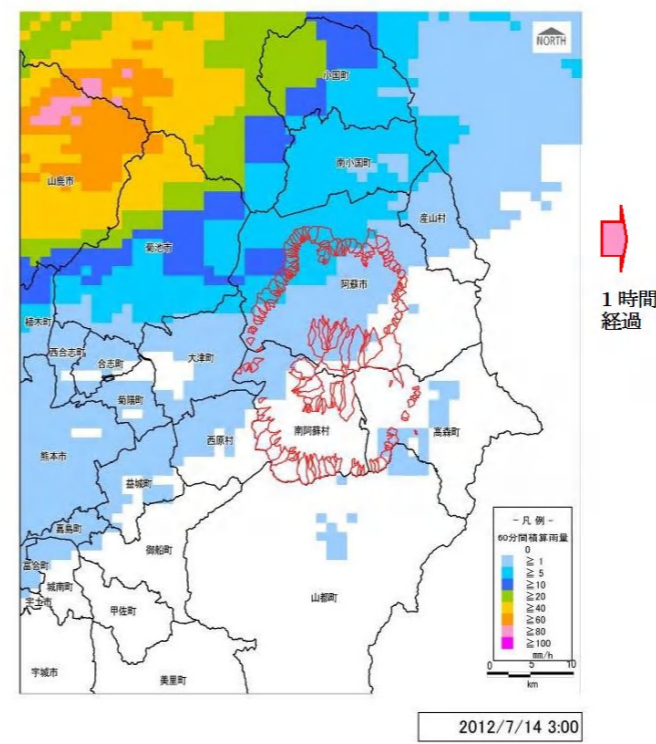 NORTH
小国町
南小国町
山鹿市
産山村
菊池市
阿蘇市
1時間
経過
植木町
西合志町
合志町
大津町
菊陽町
西原村
南阿蘇村
高森町
熊本市
益城町
嘉島町
御船町
富合町
城南町
宇土市
甲佐町
山都町
宇城市
美里町
- 凡 例 -
60分間積算雨量
0
≧ 1
≧ 5
≧ 10
≧ 20
≧ 40
≧ 60
≧ 80
≧ 100
mm/h
0 5 10
km
2012/7/14 3:00